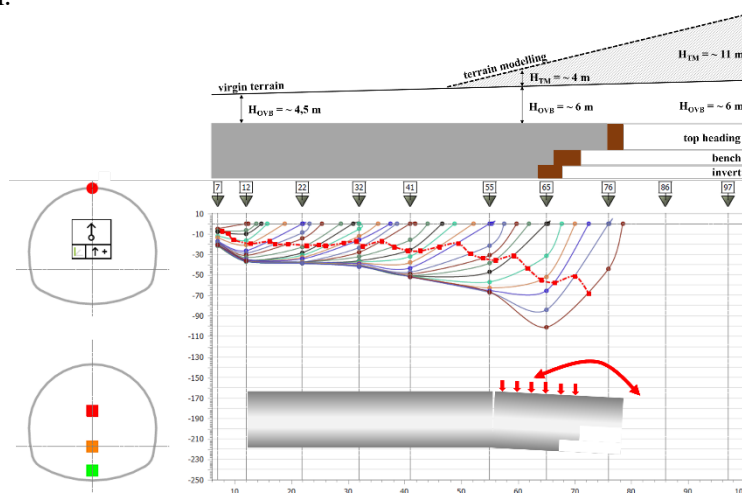 terrain modelling
H_TM = ~ 11 m
H_TM = ~ 4 m
virgin terrain
H_OVB = ~ 4,5 m
H_OVB = ~ 6 m
H_OVB = ~ 6 m
top heading
bench
invert
7 12 22 32 41 55 65 76 86 97
10
-10
-30
-50
-70
-90
-110
-130
-150
-170
-190
-210
-230
-250
10 20 30 40 50 60 70 80 90 100